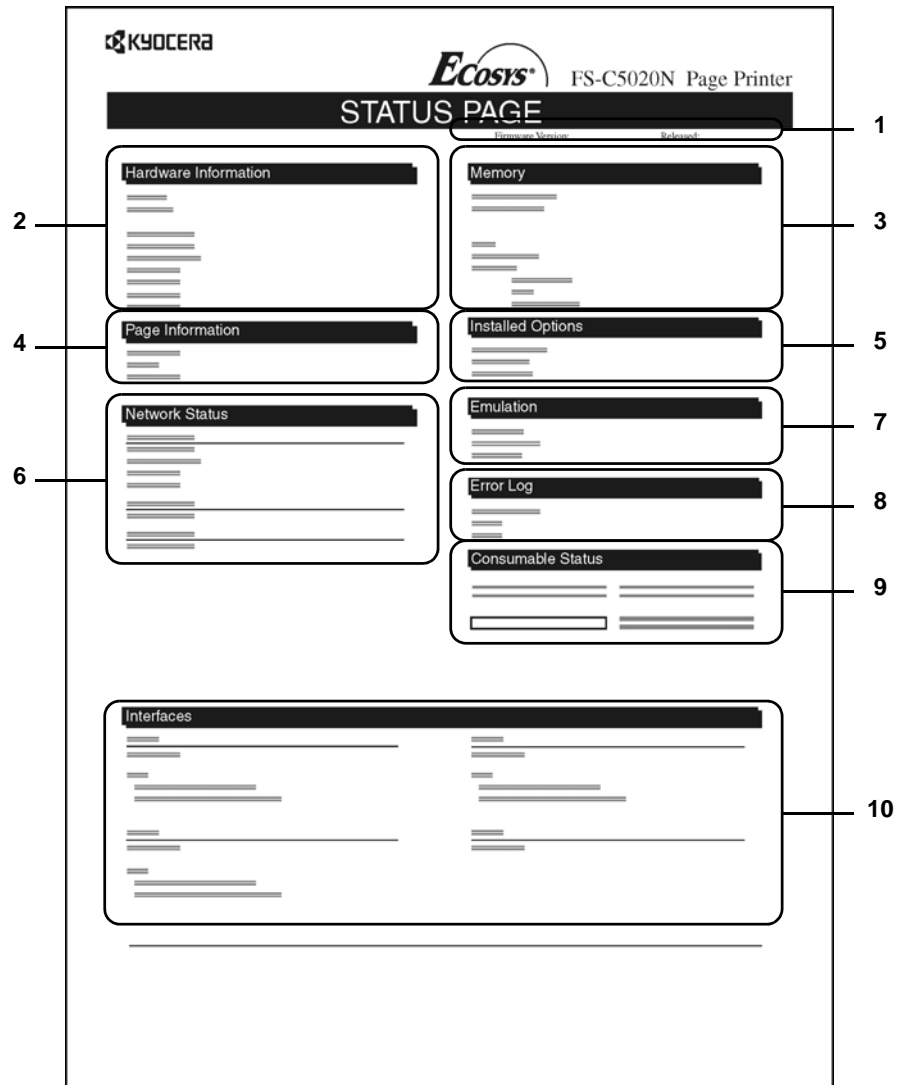 KYOCERA
ECOSYS
FS-C5020N Page Printer
STATUS PAGE
Firmware Version: Released:
1
Hardware Information
2
Memory
3
Page Information
4
Installed Options
5
Network Status
6
Emulation
7
Error Log
8
Consumable Status
9
Interfaces
10